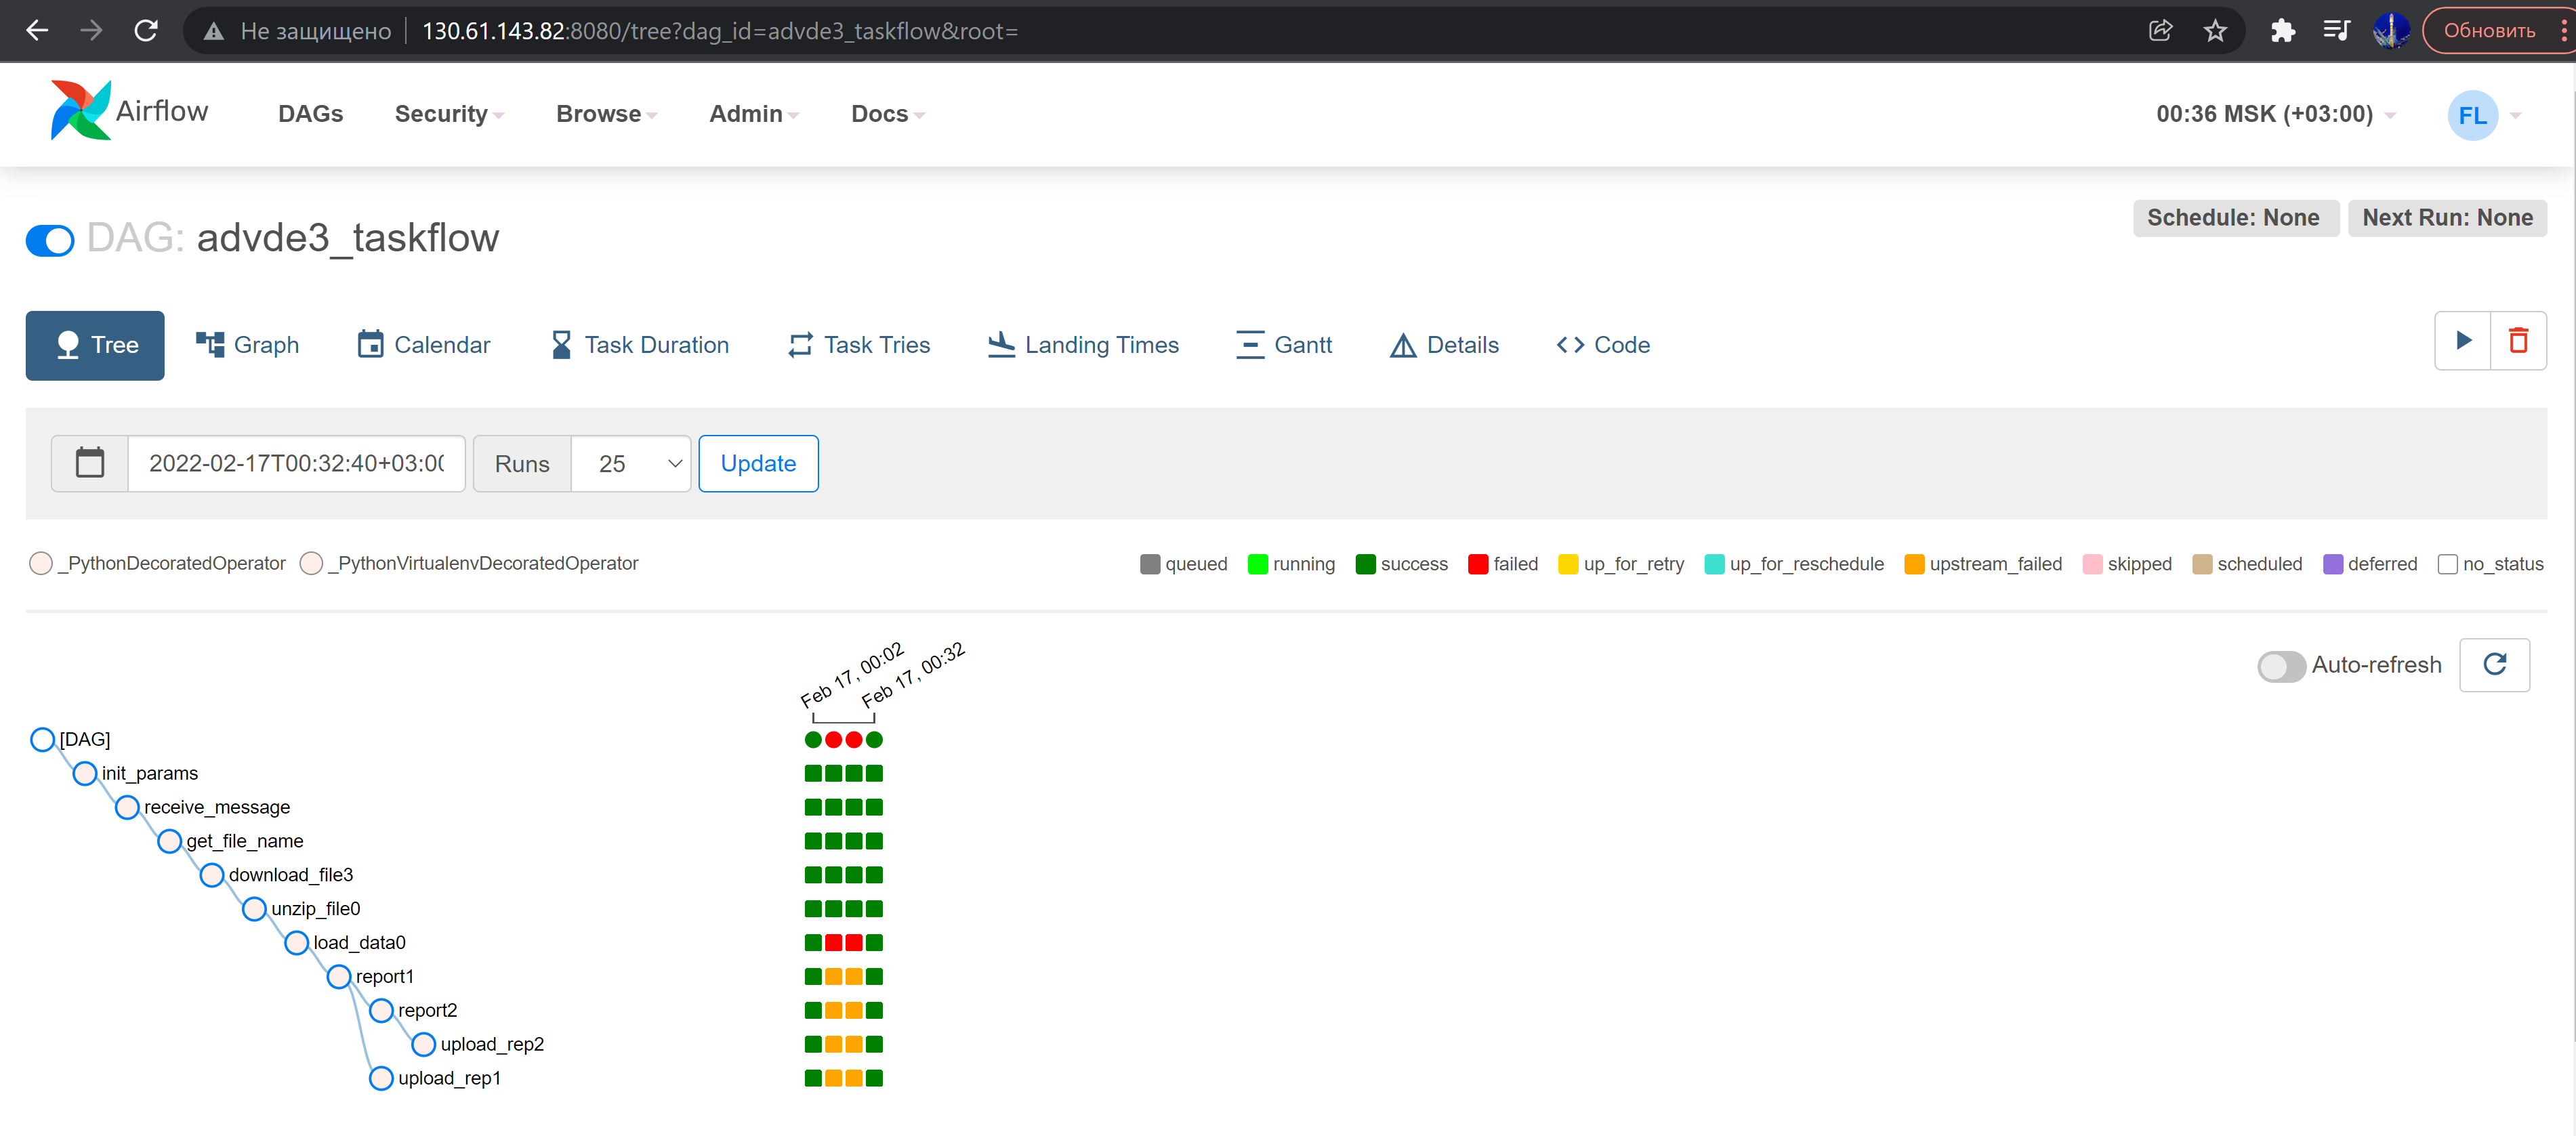 Не защищено 130.61.143.82:8080/tree?dag_id=advde3_taskflow&root= Обновить
Airflow DAGs Security Browse Admin Docs 00:36 MSK (+03:00) FL
DAG: advde3_taskflow Schedule: None Next Run: None
Tree Graph Calendar Task Duration Task Tries Landing Times Gantt Details Code
2022-02-17T00:32:40+03:00 Runs 25 Update
_PythonDecoratedOperator _PythonVirtualenvDecoratedOperator queued running success failed up_for_retry up_for_reschedule upstream_failed skipped scheduled deferred no_status
Feb 17, 00:02 Feb 17, 00:32 Auto-refresh
[DAG]
init_params
receive_message
get_file_name
download_file3
unzip_file0
load_data0
report1
report2
upload_rep2
upload_rep1